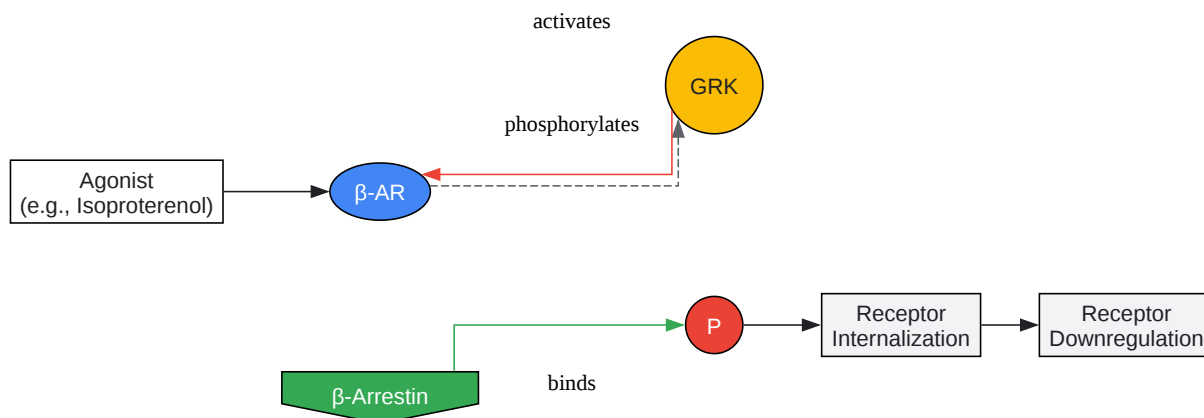 activates
GRK
phosphorylates
Agonist
(e.g., Isoproterenol)
β-AR
P
Receptor
Internalization
Receptor
Downregulation
binds
β-Arrestin